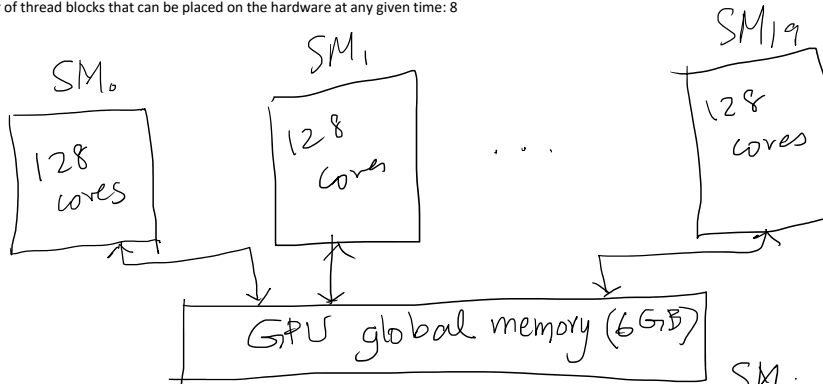 of thread blocks that can be placed on the hardware at any given time: 8
SM0
SM1
SM19
128
cores
128
cores
. . .
128
cores
GPU global memory (6GB)
SM